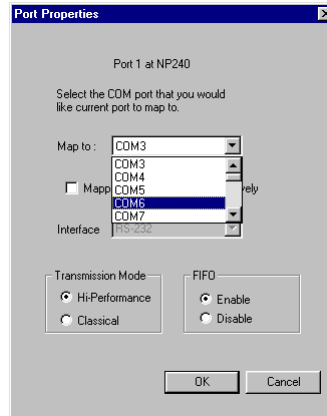 Port Properties
Port 1 at NP240
Select the COM port that you would
like current port to map to.
Map to : COM3
COM3
COM4
COM5
COM6
COM7
Mapp
vely
Interface RS-232
Transmission Mode
Hi-Performance
Classical
FIFO
Enable
Disable
OK Cancel